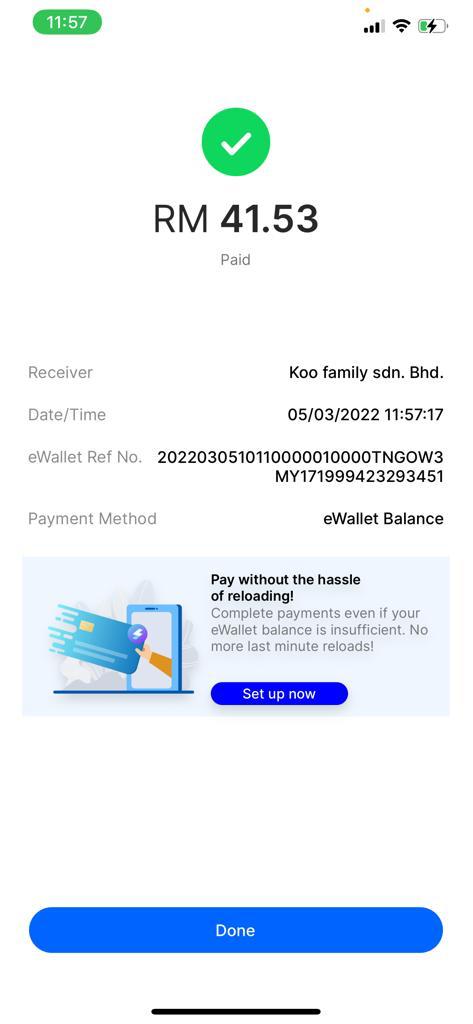 11:57
RM 41.53
Paid
Receiver Koo family sdn. Bhd.
Date/Time 05/03/2022 11:57:17
eWallet Ref No. 2022030510110000010000TNGOW3
MY171999423293451
Payment Method eWallet Balance
Pay without the hassle
of reloading!
Complete payments even if your
eWallet balance is insufficient. No
more last minute reloads!
Set up now
Done